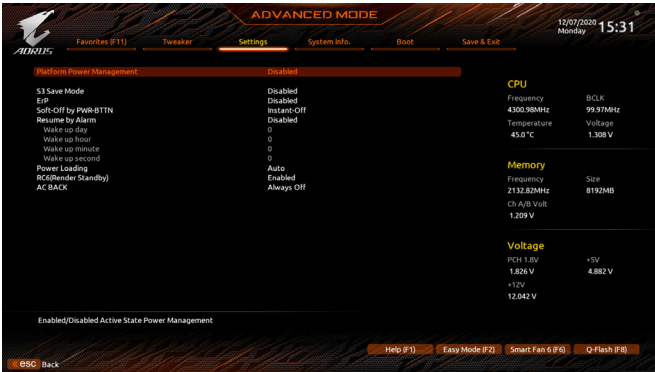 ADVANCED MODE
12/07/2020 Monday 15:31
AORUS
Favorites (F11) Tweaker Settings System Info. Boot Save & Exit
Platform Power Management Disabled
S3 Save Mode Disabled
ErP Disabled
Soft-Off by PWR-BTTN Instant-Off
Resume by Alarm Disabled
Wake up day 0
Wake up hour 0
Wake up minute 0
Wake up second 0
Power Loading Auto
RC6(Render Standby) Enabled
AC BACK Always Off
CPU
Frequency BCLK
4300.98MHz 99.97MHz
Temperature Voltage
45.0 °C 1.308 V
Memory
Frequency Size
2132.82MHz 8192MB
Ch A/B Volt
1.209 V
Voltage
PCH 1.8V +5V
1.826 V 4.882 V
+12V
12.042 V
Enabled/Disabled Active State Power Management
Help (F1) Easy Mode (F2) Smart Fan 6 (F6) Q-Flash (F8)
esc Back